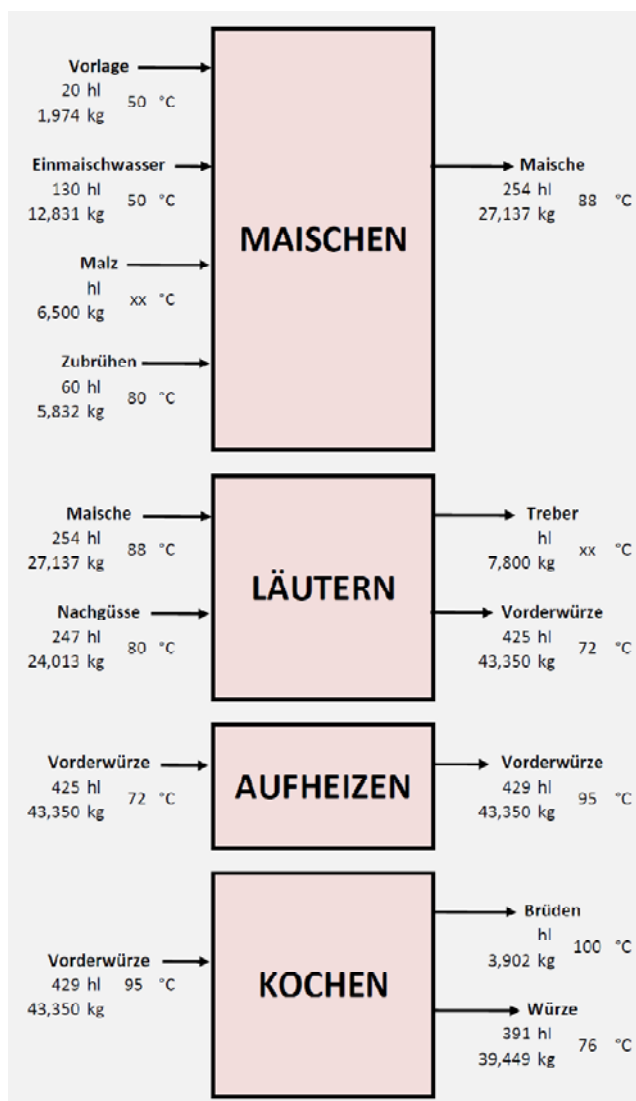 Vorlage
20 hl
50 °C
1,974 kg
Einmaischwasser
130 hl
50 °C
12,831 kg
Malz
hl
xx °C
6,500 kg
Zubrühen
60 hl
80 °C
5,832 kg
MAISCHEN
Maische
254 hl
88 °C
27,137 kg
Maische
254 hl
88 °C
27,137 kg
Nachgüsse
247 hl
80 °C
24,013 kg
LÄUTERN
Treber
hl
xx °C
7,800 kg
Vorderwürze
425 hl
72 °C
43,350 kg
Vorderwürze
425 hl
72 °C
43,350 kg
AUFHEIZEN
Vorderwürze
429 hl
95 °C
43,350 kg
Vorderwürze
429 hl 95 °C
43,350 kg
KOCHEN
Brüden
hl
100 °C
3,902 kg
Würze
391 hl
76 °C
39,449 kg